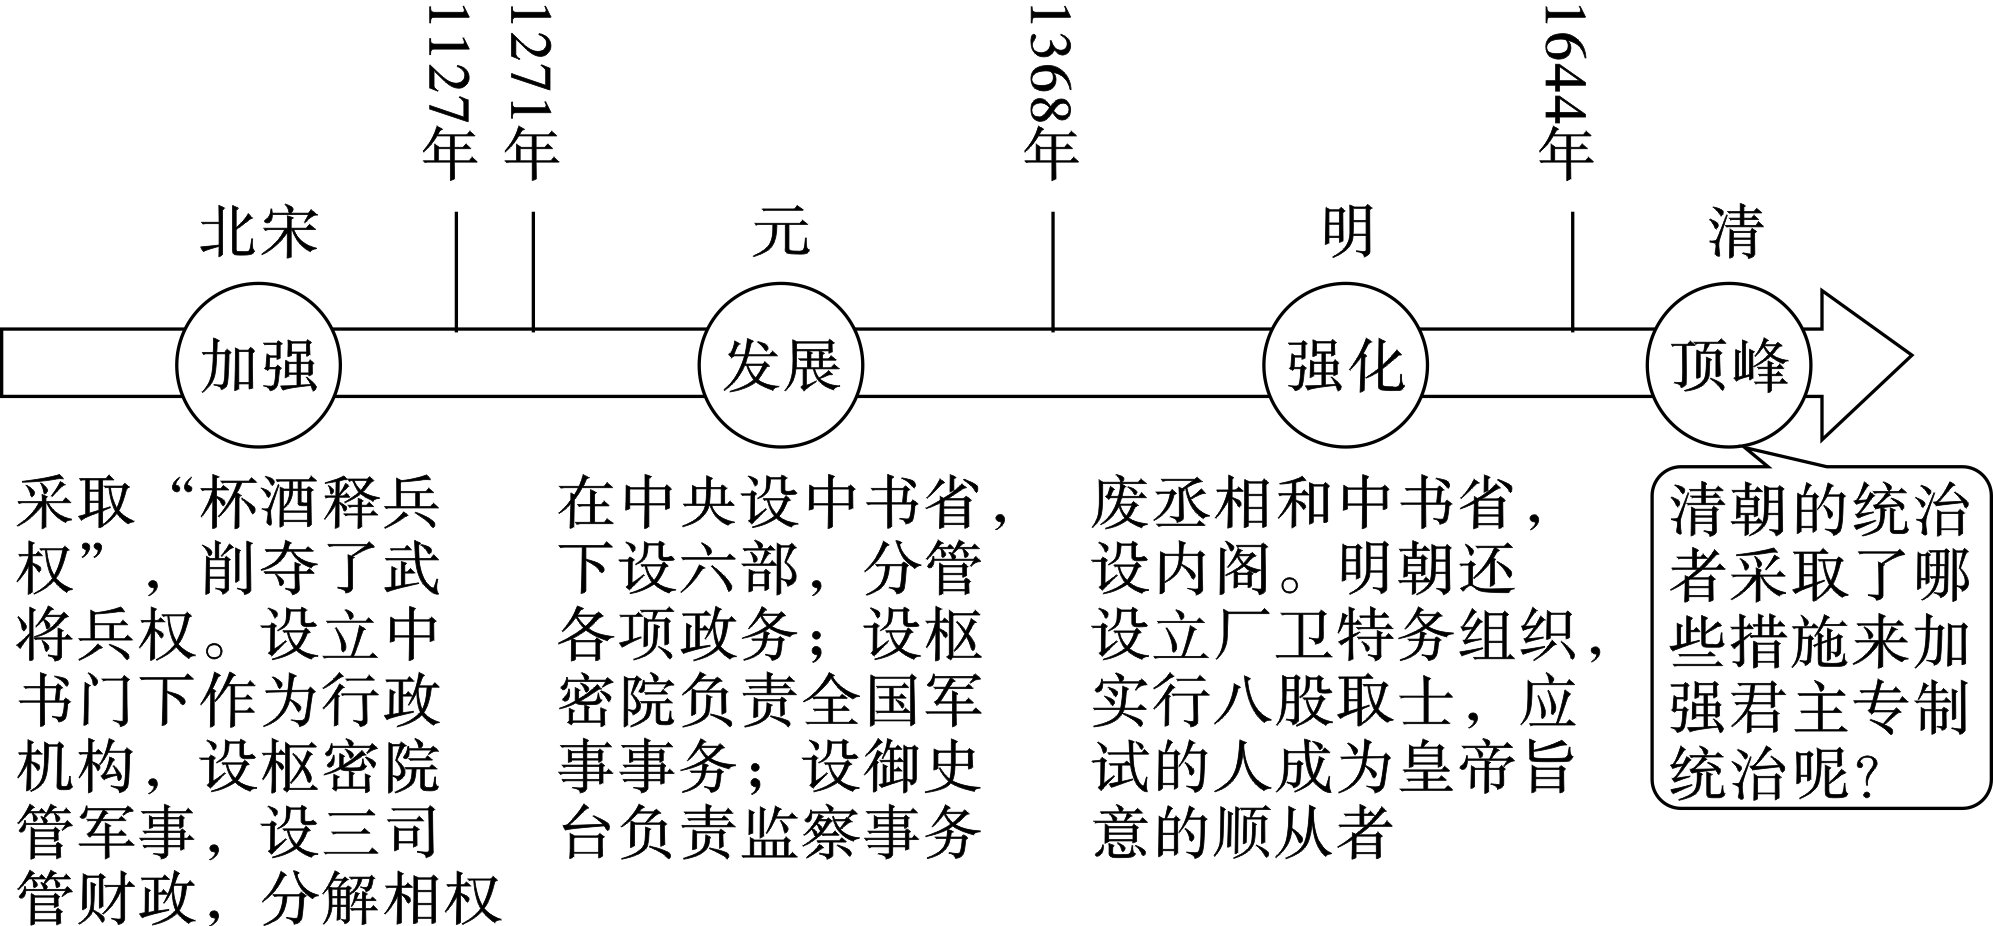 1127年
1271年
1368年
1644年
北宋
元
明
清
加强
发展
强化
顶峰
采取“杯酒释兵
权”，削夺了武
将兵权。设立中
书门下作为行政
机构，设枢密院
管军事，设三司
管财政，分解相权
在中央设中书省，
下设六部，分管
各项政务；设枢
密院负责全国军
事事务；设御史
台负责监察事务
废丞相和中书省，
设内阁。明朝还
设立厂卫特务组织，
实行八股取士，应
试的人成为皇帝旨
意的顺从者
清朝的统治
者采取了哪
些措施来加
强君主专制
统治呢？